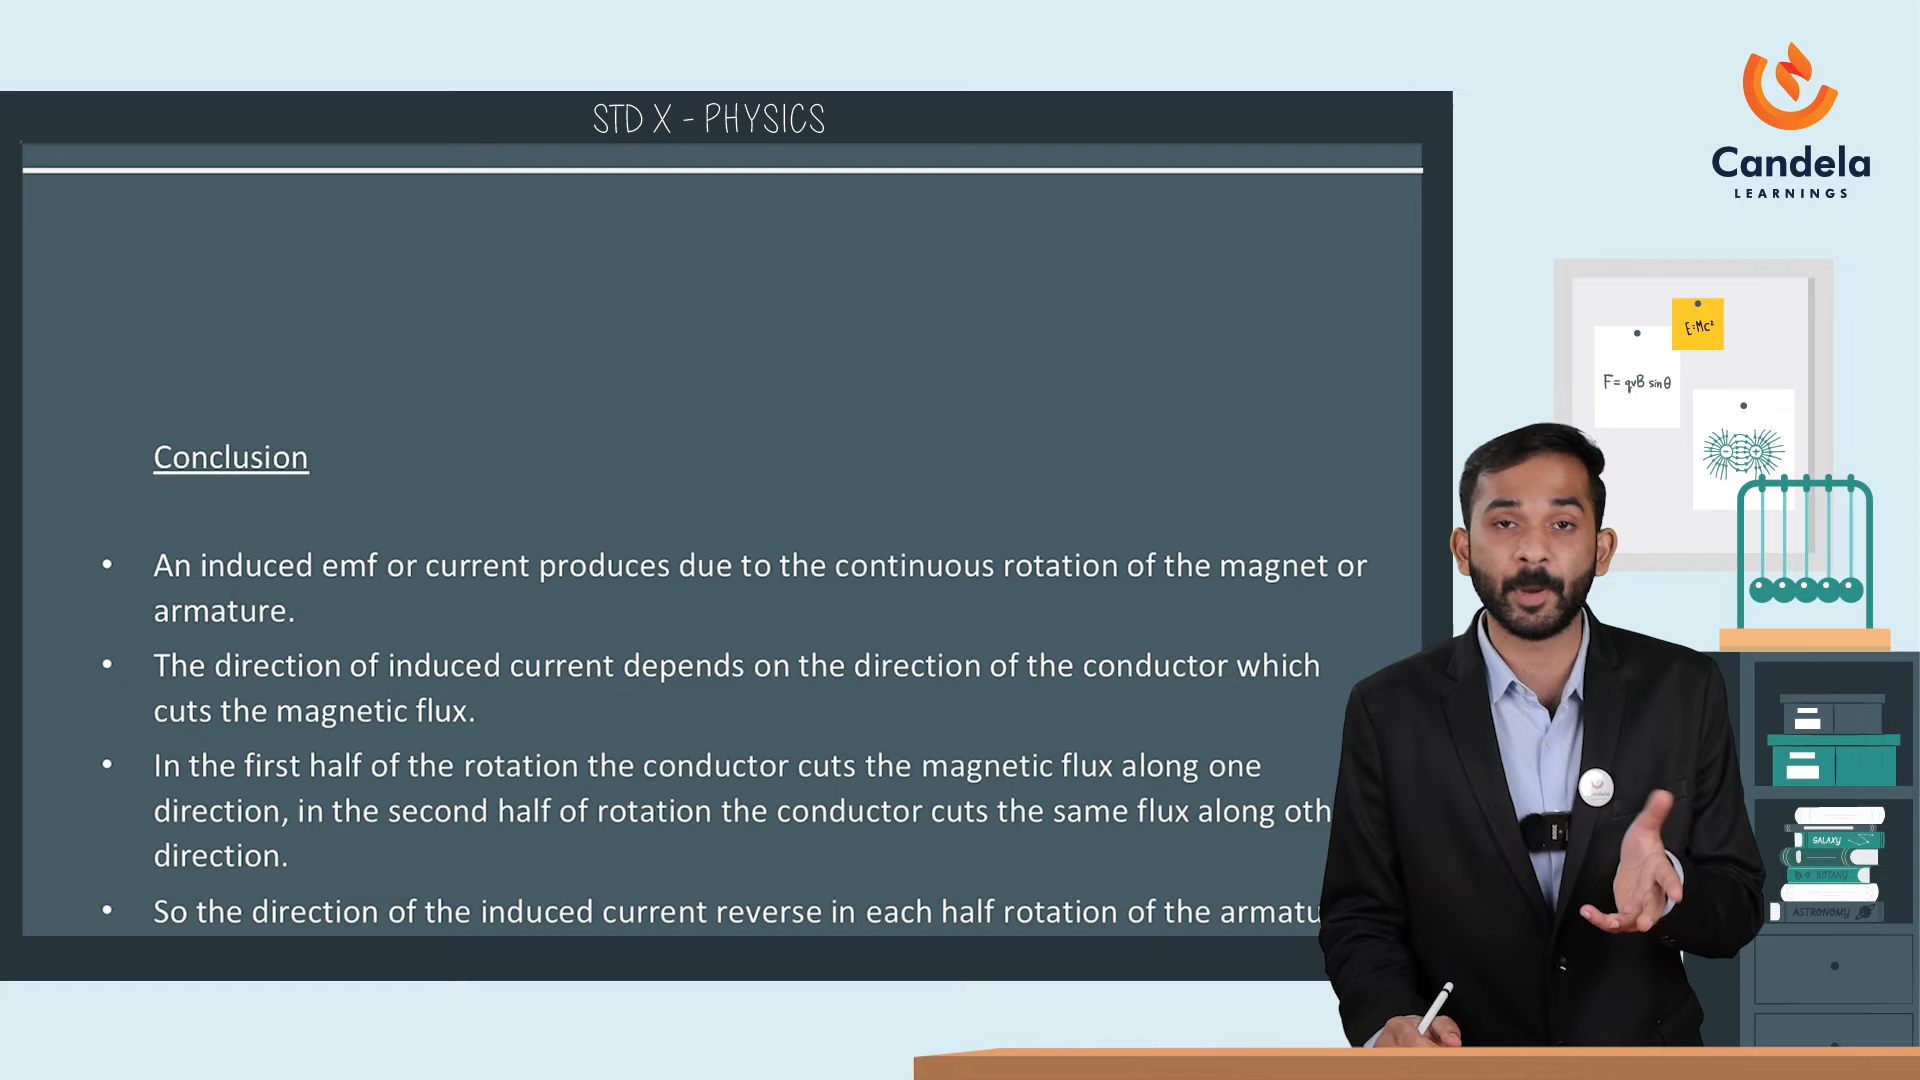 STD X - PHYSICS
Candela
LEARNINGS
E=Mc²
F= qvB sinθ
Conclusion
• An induced emf or current produces due to the continuous rotation of the magnet or
armature.
• The direction of induced current depends on the direction of the conductor which
cuts the magnetic flux.
• In the first half of the rotation the conductor cuts the magnetic flux along one
direction, in the second half of rotation the conductor cuts the same flux along oth
direction.
• So the direction of the induced current reverse in each half rotation of the armatu
GALAXY
BOTANY
ASTRONOMY